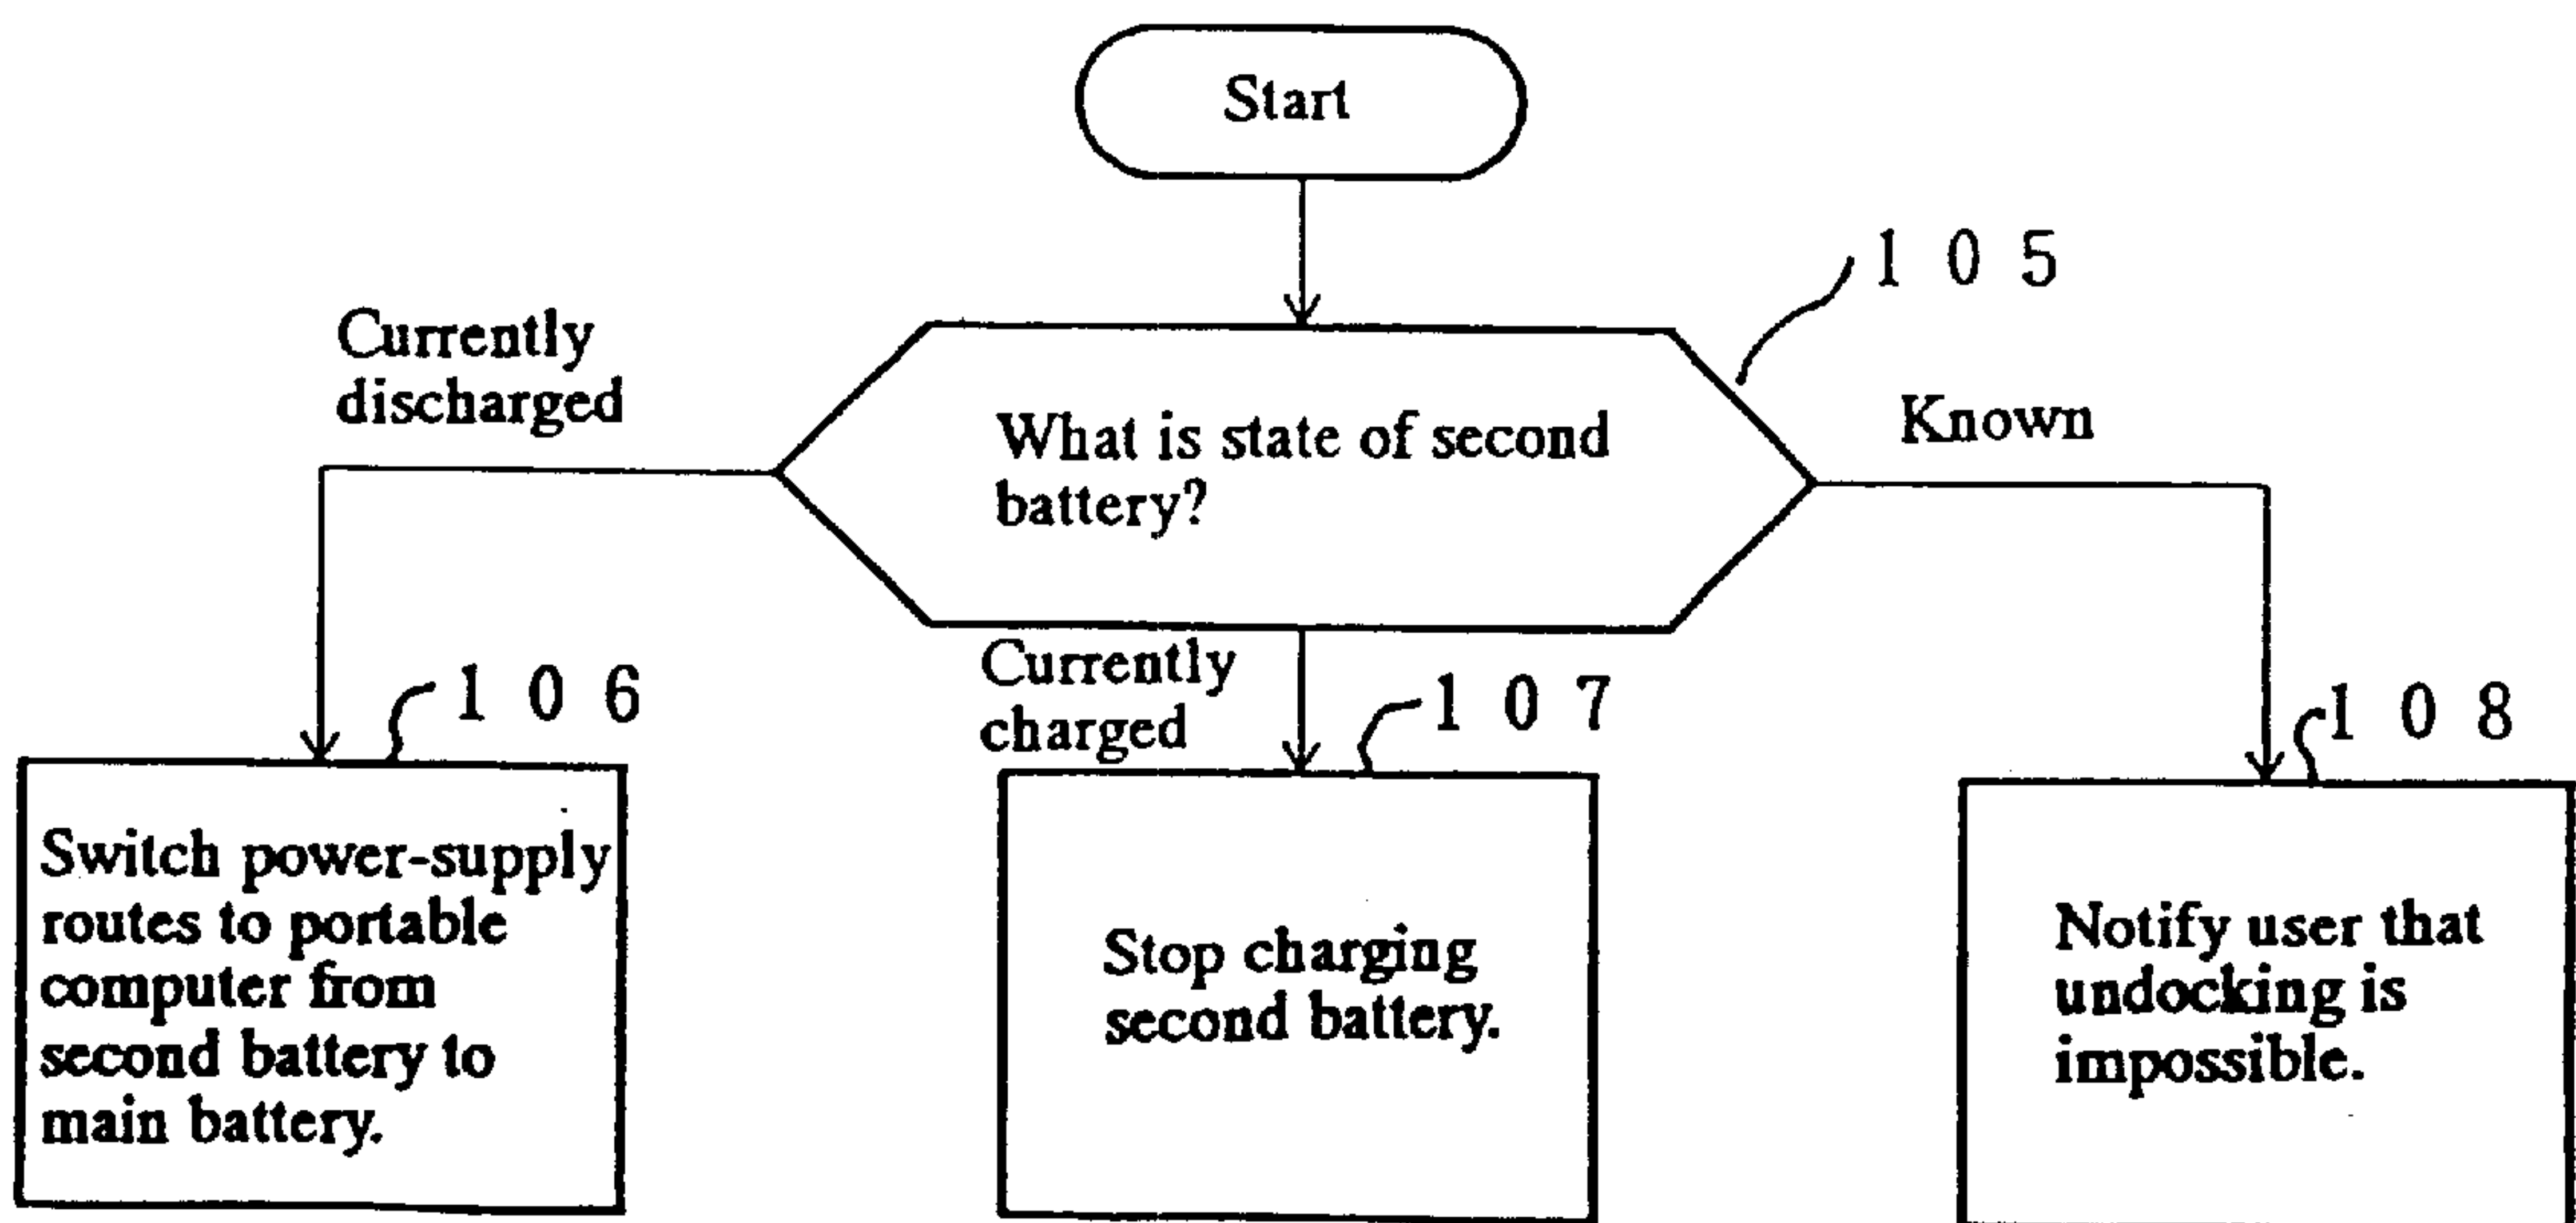 Start
1 0 5
Currently
discharged
What is state of second
battery?
Known
Currently
charged
1 0 6
1 0 7
1 0 8
Switch power-supply
routes to portable
computer from
second battery to
main battery.
Stop charging
second battery.
Notify user that
undocking is
impossible.